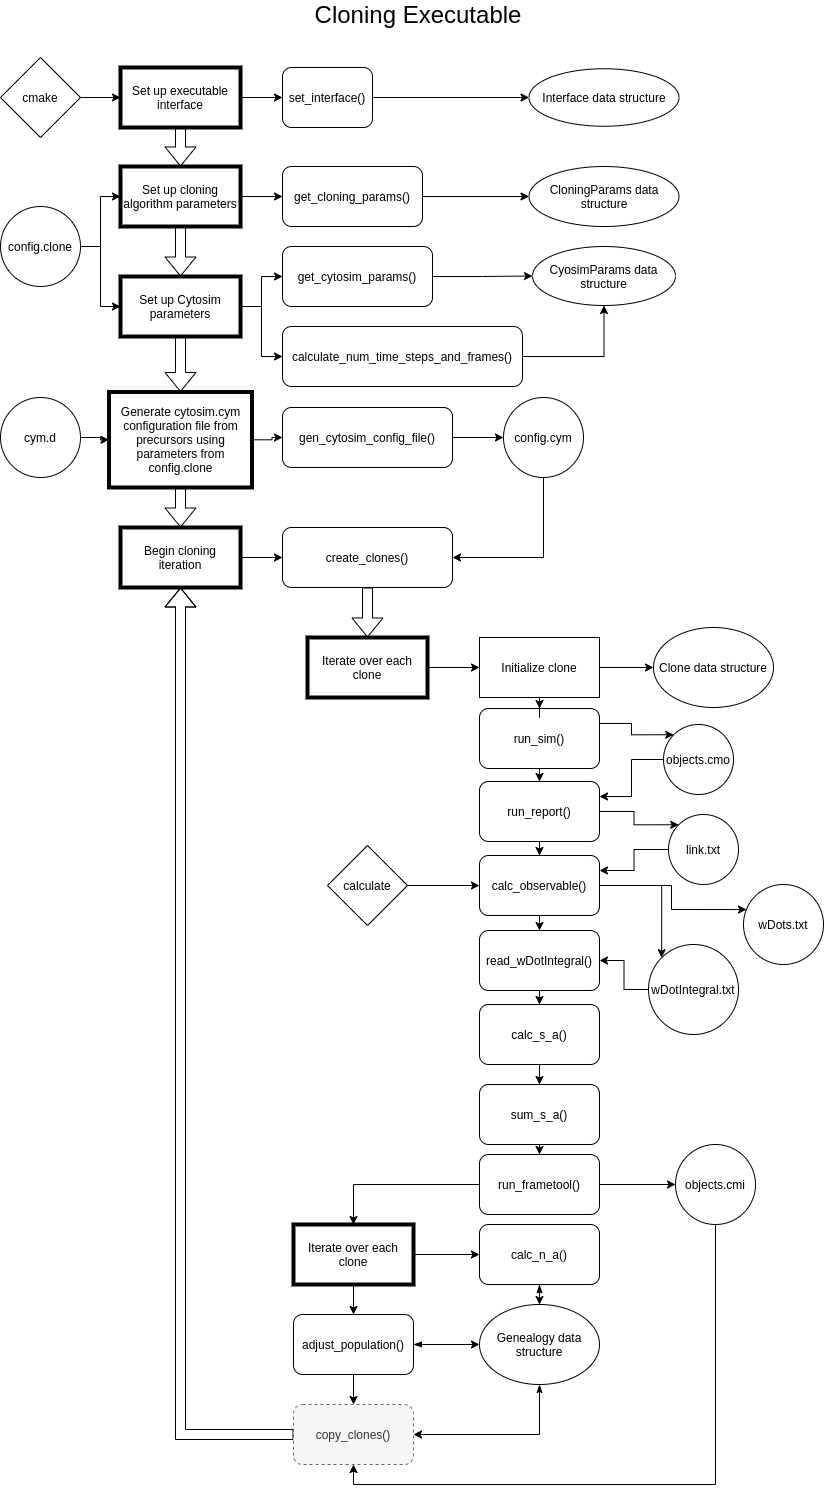 Cloning Executable
cmake
Set up executable
interface
set_interface()
Interface data structure
Set up cloning
algorithm parameters
get_cloning_params()
CloningParams data
structure
config.clone
Set up Cytosim
parameters
get_cytosim_params()
CyosimParams data
structure
calculate_num_time_steps_and_frames()
cym.d
Generate cytosim.cym
configuration file from
precursors using
parameters from
config.clone
gen_cytosim_config_file()
config.cym
Begin cloning
iteration
create_clones()
Iterate over each
clone
Initialize clone
Clone data structure
run_sim()
objects.cmo
run_report()
link.txt
calculate
calc_observable()
wDots.txt
read_wDotIntegral()
wDotIntegral.txt
calc_s_a()
sum_s_a()
run_frametool()
objects.cmi
Iterate over each
clone
calc_n_a()
adjust_population()
Genealogy data
structure
copy_clones()